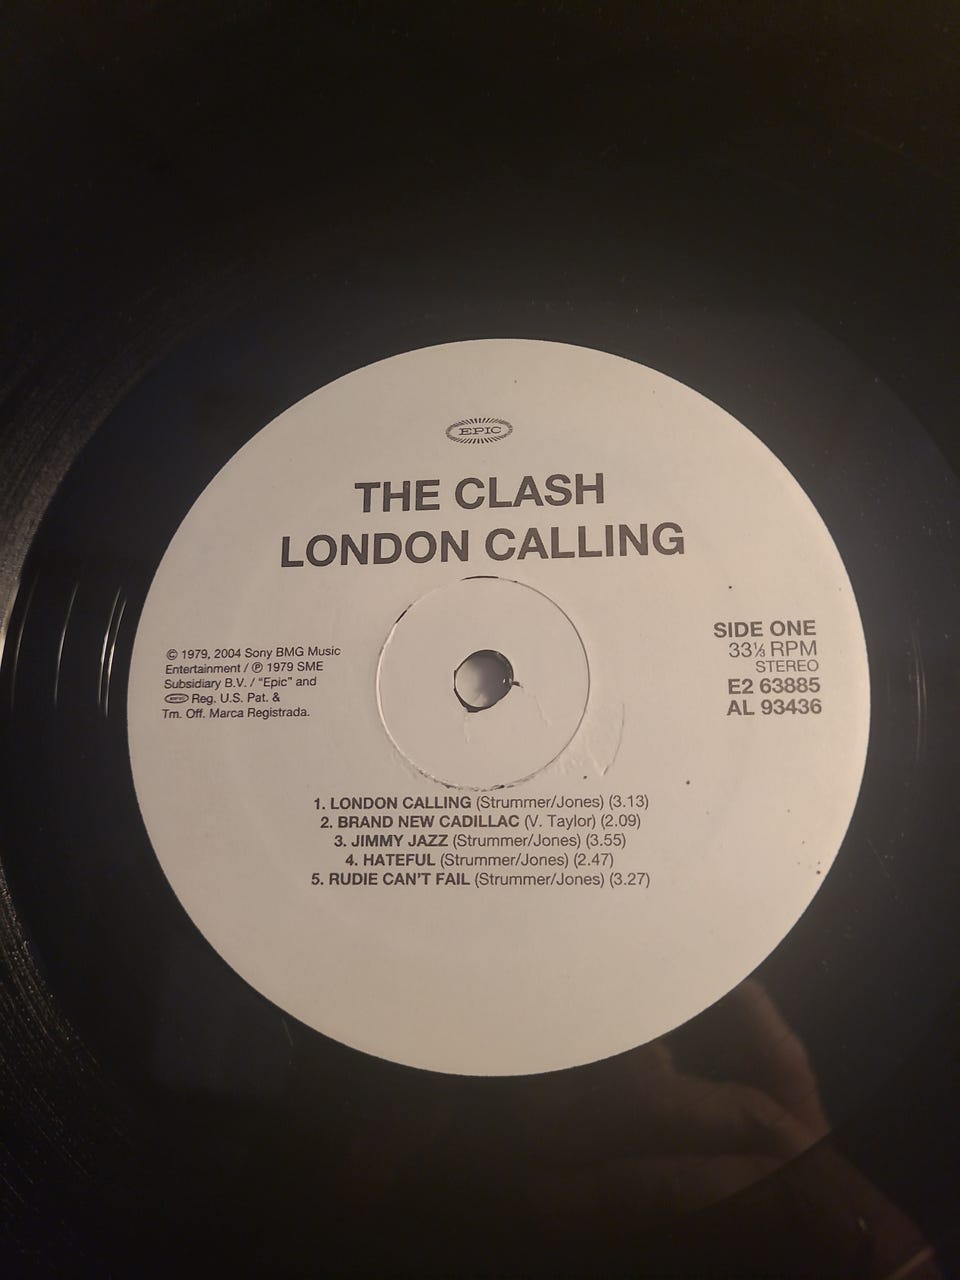 EPIC
THE CLASH
LONDON CALLING
© 1979, 2004 Sony BMG Music
Entertainment / ℗ 1979 SME
Subsidiary B.V. / “Epic” and
EPIC Reg. U.S. Pat. &
Tm. Off. Marca Registrada.
SIDE ONE
33⅓ RPM
STEREO
E2 63885
AL 93436
1. LONDON CALLING (Strummer/Jones) (3.13)
2. BRAND NEW CADILLAC (V. Taylor) (2.09)
3. JIMMY JAZZ (Strummer/Jones) (3.55)
4. HATEFUL (Strummer/Jones) (2.47)
5. RUDIE CAN’T FAIL (Strummer/Jones) (3.27)